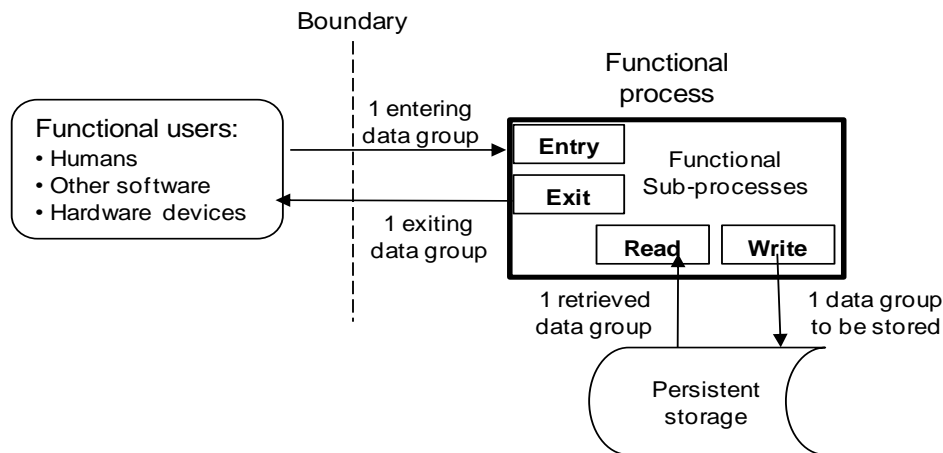 Boundary
Functional
process
1 entering
data group
Functional users:
• Humans
• Other software
• Hardware devices
Entry
Functional
Sub-processes
Exit
1 exiting
data group
Read
Write
1 retrieved
data group
1 data group
to be stored
Persistent
storage